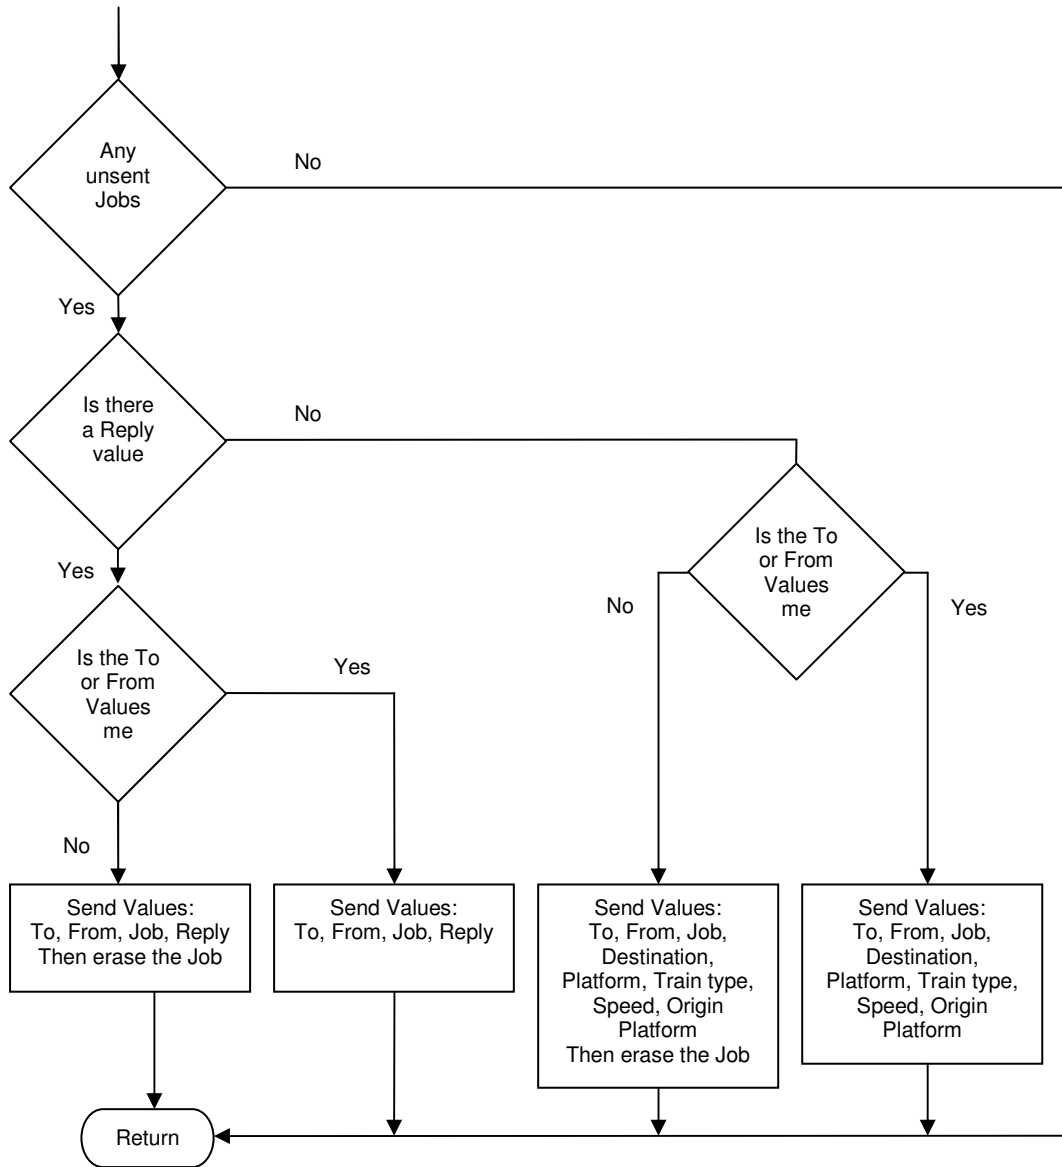 Any
unsent
Jobs
No
Yes
Is there
a Reply
value
No
Yes
Is the To
or From
Values
me
No
Yes
Is the To
or From
Values
me
Yes
No
Send Values:
To, From, Job, Reply
Then erase the Job
Send Values:
To, From, Job, Reply
Send Values:
To, From, Job,
Destination,
Platform, Train type,
Speed, Origin
Platform
Then erase the Job
Send Values:
To, From, Job,
Destination,
Platform, Train type,
Speed, Origin
Platform
Return